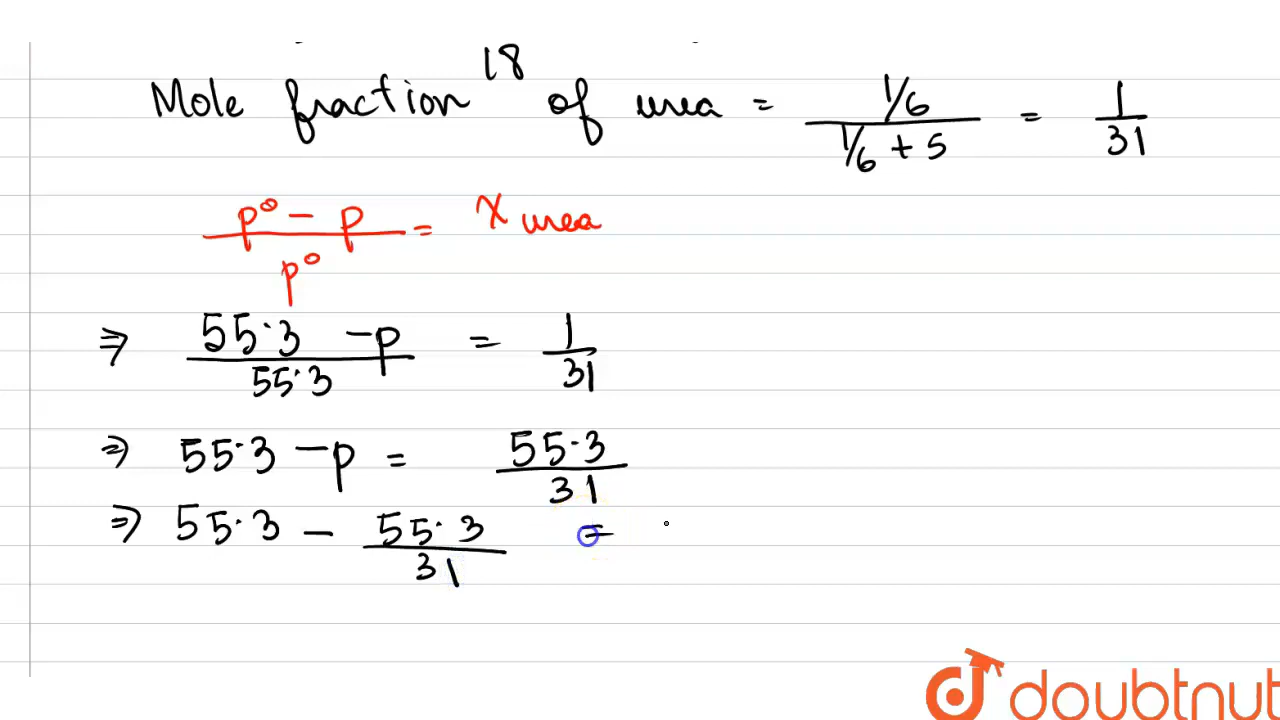 18
Mole fraction of urea = 1/6 / (1/6 + 5) = 1/31
p° - p / p° = x urea
⇒ 55.3 - p / 55.3 = 1/31
⇒ 55.3 - p = 55.3/31
⇒ 55.3 - 55.3/31 =
doubtnut